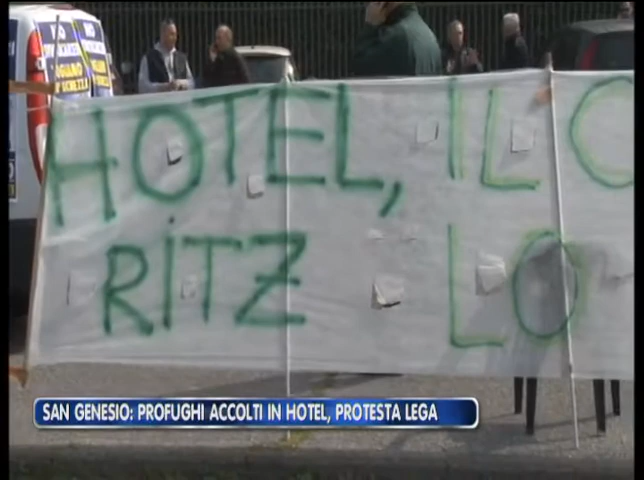 HOTEL, IL C
RiTZ LO
SAN GENESIO: PROFUGHI ACCOLTI IN HOTEL, PROTESTA LEGA